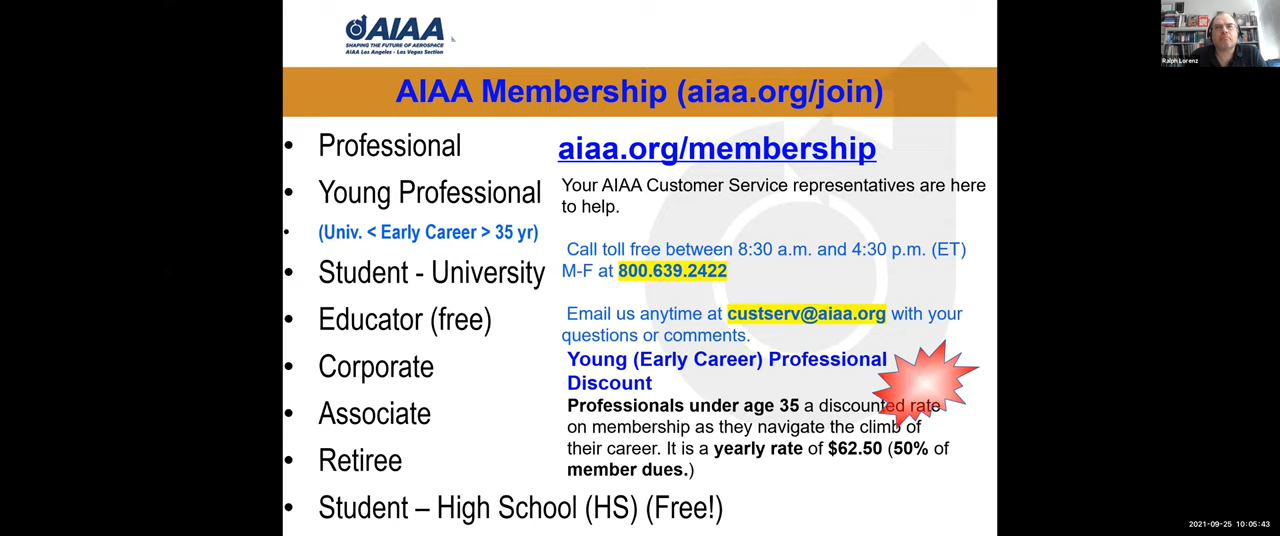 AIAA
SHAPING THE FUTURE OF AEROSPACE
AIAA Los Angeles - Las Vegas Section
Ralph Lorenz
AIAA Membership (aiaa.org/join)
• Professional
• Young Professional
• (Univ. < Early Career > 35 yr)
• Student - University
• Educator (free)
• Corporate
• Associate
• Retiree
• Student – High School (HS) (Free!)
aiaa.org/membership
Your AIAA Customer Service representatives are here
to help.
Call toll free between 8:30 a.m. and 4:30 p.m. (ET)
M-F at 800.639.2422
Email us anytime at custserv@aiaa.org with your
questions or comments.
Young (Early Career) Professional
Discount
Professionals under age 35 a discounted rate
on membership as they navigate the climb of
their career. It is a yearly rate of $62.50 (50% of
member dues.)
2021-09-25 10:05:43